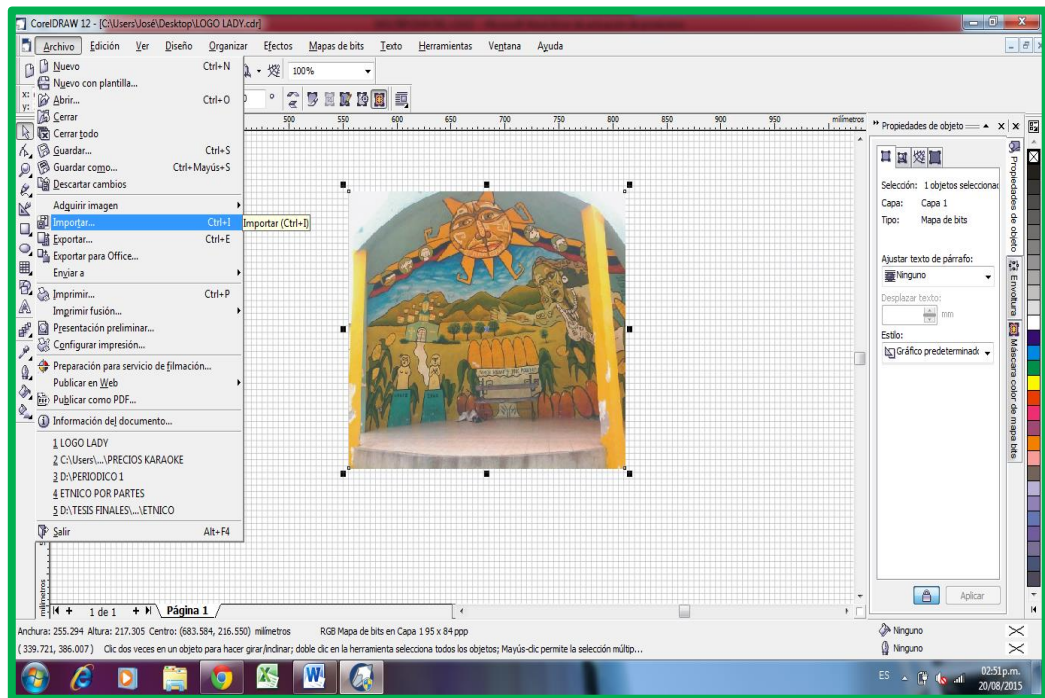 CorelDRAW 12 - [C:\Users\José\Desktop\LOGO LADY.cdr]
Archivo Edición Ver Diseño Organizar Efectos Mapas de bits Texto Herramientas Ventana Ayuda
Nuevo Ctrl+N
100%
Nuevo con plantilla...
x:
Abrir... Ctrl+O
y:
Cerrar
500 550 600 650 700 750 800 850 900 950 milímetros
Propiedades de objeto
Cerrar todo
Guardar... Ctrl+S
Guardar como... Ctrl+Mayús+S
Descartar cambios
Selección: 1 objetos seleccionad
Adquirir imagen
Capa: Capa 1
Importar... Ctrl+I
Importar (Ctrl+I)
Tipo: Mapa de bits
Exportar... Ctrl+E
Exportar para Office...
Ajustar texto de párrafo:
Enviar a
Ninguno
Imprimir... Ctrl+P
Desplazar texto:
Imprimir fusión...
mm
Presentación preliminar...
Estilo:
Configurar impresión...
Gráfico predeterminadc
Preparación para servicio de filmación...
Publicar en Web
Publicar como PDF...
Información del documento...
1 LOGO LADY
2 C:\Users\...\PRECIOS KARAOKE
3 D:\PERIODICO 1
4 ETNICO POR PARTES
5 D:\TESIS FINALES\...\ETNICO
Salir Alt+F4
Propiedades de objeto
Envoltura
Máscara color de mapa bits
milímetros
Aplicar
1 de 1 Página 1
Anchura: 255.294 Altura: 217.305 Centro: (683.584, 216.550) milímetros RGB Mapa de bits en Capa 1 95 x 84 ppp
Ninguno
( 339.721, 386.007 ) Clic dos veces en un objeto para hacer girar/indinar; doble clic en la herramienta selecciona todos los objetos; Mayús-clic permite la selección múltip...
Ninguno
ES
02:51 p.m.
20/08/2015